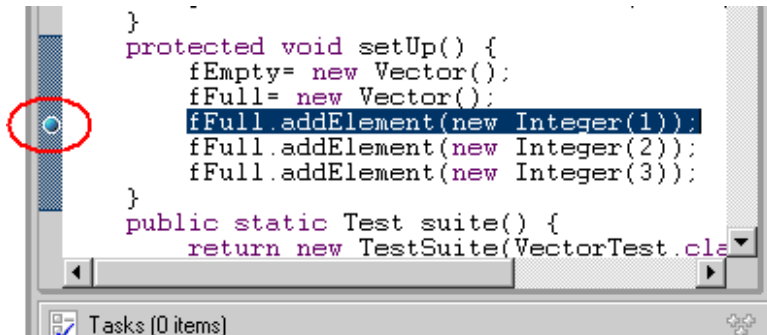 }
protected void setUp() {
fEmpty= new Vector();
fFull= new Vector();
fFull.addElement(new Integer(1));
fFull.addElement(new Integer(2));
fFull.addElement(new Integer(3));
}
public static Test suite() {
return new TestSuite(VectorTest.cla
Tasks (0 items)